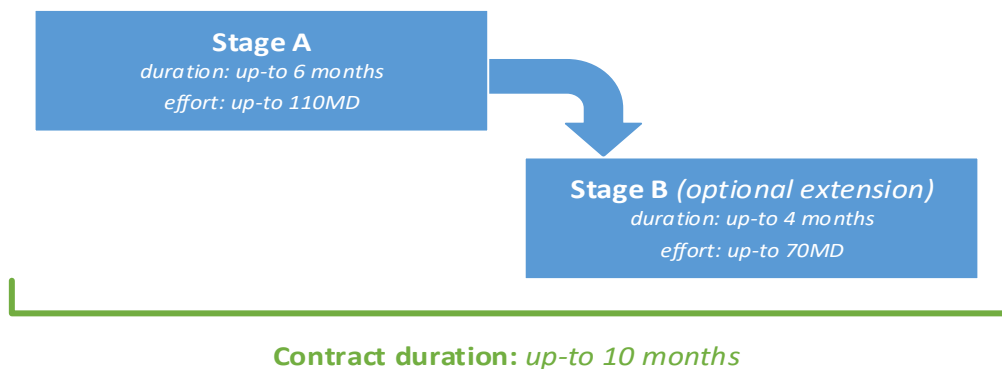 Stage A
duration: up-to 6 months
effort: up-to 110MD
Stage B (optional extension)
duration: up-to 4 months
effort: up-to 70MD
Contract duration: up-to 10 months